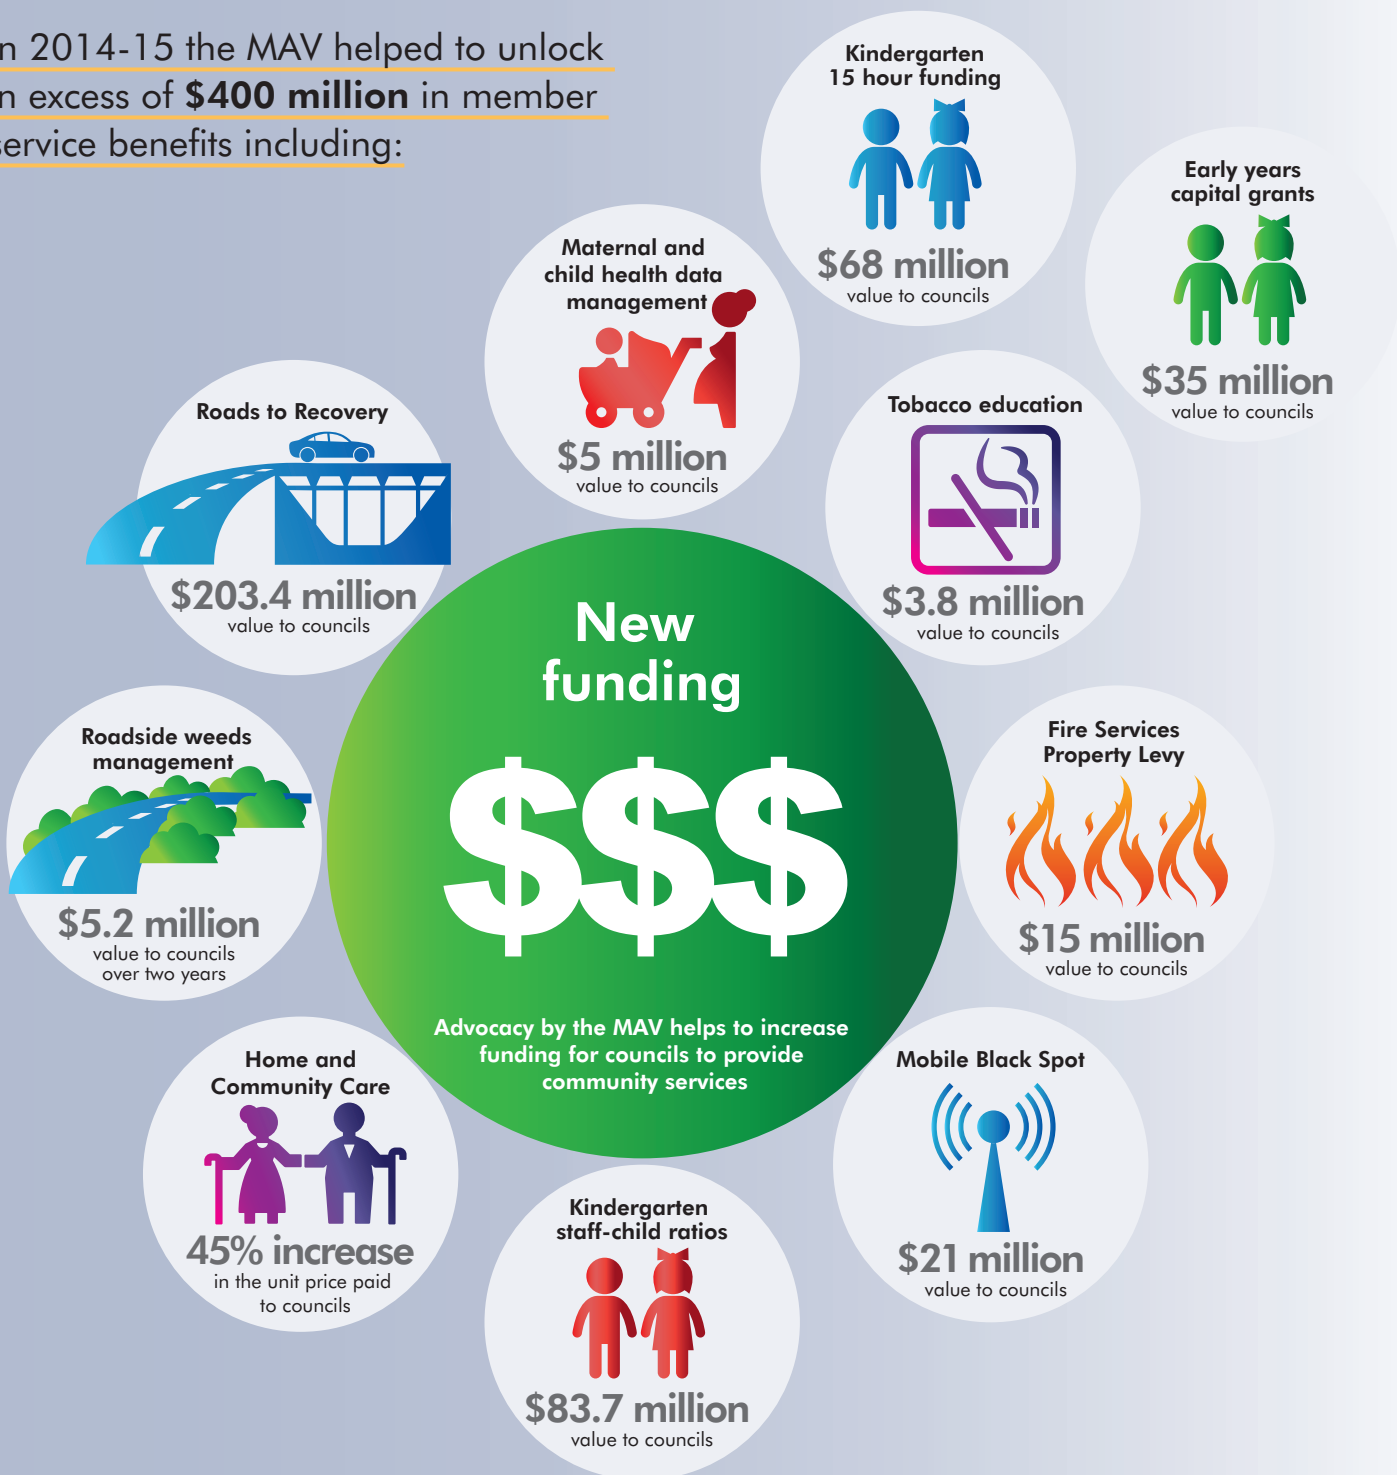 n 2014-15 the MAV helped to unlock
n excess of $400 million in member
service benefits including:
Kindergarten
15 hour funding
$68 million
value to councils
Early years
capital grants
$35 million
value to councils
Maternal and
child health data
management
$5 million
value to councils
Tobacco education
$3.8 million
value to councils
Roads to Recovery
$203.4 million
value to councils
New
funding
$$$
Advocacy by the MAV helps to increase
funding for councils to provide
community services
Roadside weeds
management
$5.2 million
value to councils
over two years
Fire Services
Property Levy
$15 million
value to councils
Home and
Community Care
45% increase
in the unit price paid
to councils
Mobile Black Spot
$21 million
value to councils
Kindergarten
staff-child ratios
$83.7 million
value to councils